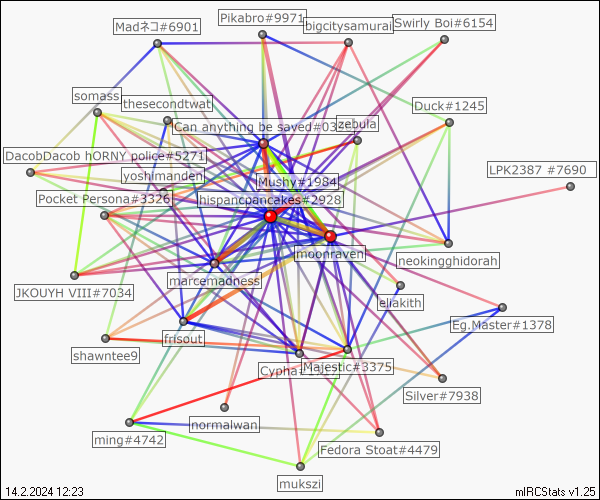 Pikabro#9971
Madネコ#6901
bigcitysamurai
Swirly Boi#6154
somass
thesecondtwat
Duck#1245
Can anything be saved#03
zebula
DacobDacob hORNY police#5271
LPK2387 #7690
yoshimanden
Mushy#1984
Pocket Persona#3326
hispancpancakes#2928
moonraven
neokingghidorah
marcemadness
JKOUYH VIII#7034
eliakith
Eg.Master#1378
frisout
shawntee9
Cypha
Majestic#3375
Silver#7938
normalwan
ming#4742
Fedora Stoat#4479
mukszi
14.2.2024 12:23
mIRCStats v1.25